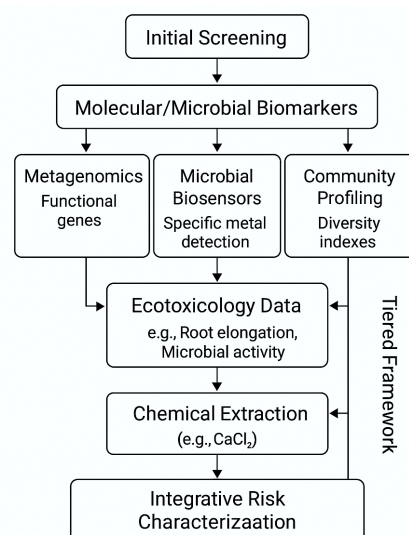 Initial Screening
Molecular/Microbial Biomarkers
Metagenomics
Functional
genes
Microbial
Biosensors
Specific metal
detection
Community
Profiling
Diversity
indexes
Ecotoxicology Data
e.g., Root elongation,
Microbial activity
Tiered Framework
Chemical Extraction
(e.g., CaCl₂)
Integrative Risk
Characterizaation